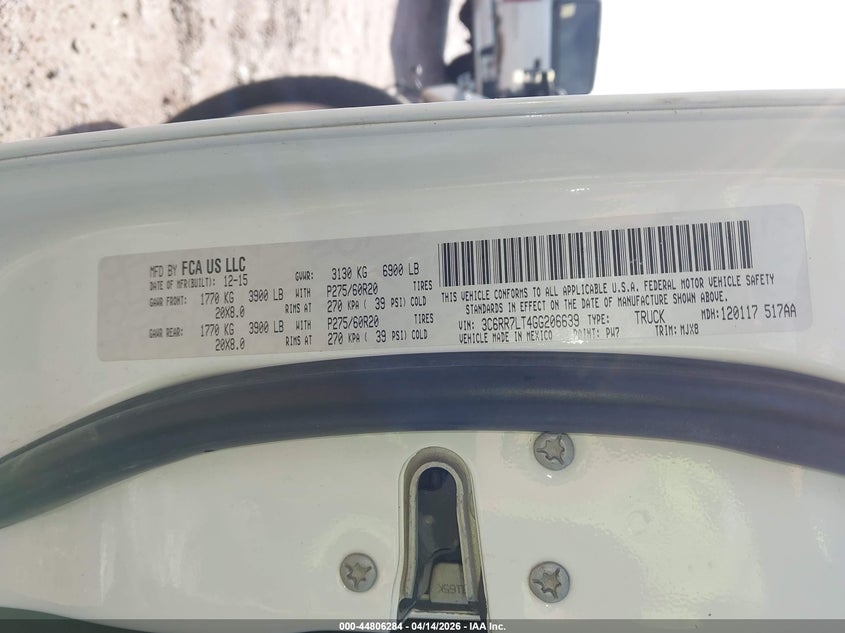 MFD BY FCA US LLC
DATE OF MFR(BUILT): 12-15 GVWR: 3130 KG 6900 LB
GAWR FRONT: 1770 KG 3900 LB WITH P275/60R20 TIRES
20X8.0 RIMS AT 270 KPA ( 39 PSI) COLD
GAWR REAR: 1770 KG 3900 LB WITH P275/60R20 TIRES
20X8.0 RIMS AT 270 KPA ( 39 PSI) COLD
THIS VEHICLE CONFORMS TO ALL APPLICABLE U.S.A. FEDERAL MOTOR VEHICLE SAFETY
STANDARDS IN EFFECT ON THE DATE OF MANUFACTURE SHOWN ABOVE.
VIN: 3C6RR7LT4GG206639 TYPE: TRUCK MDH: 120117 517AA
VEHICLE MADE IN MEXICO PAINT: PW7 TRIM: MJX8
000-44806284 - 04/14/2026 - IAA Inc.